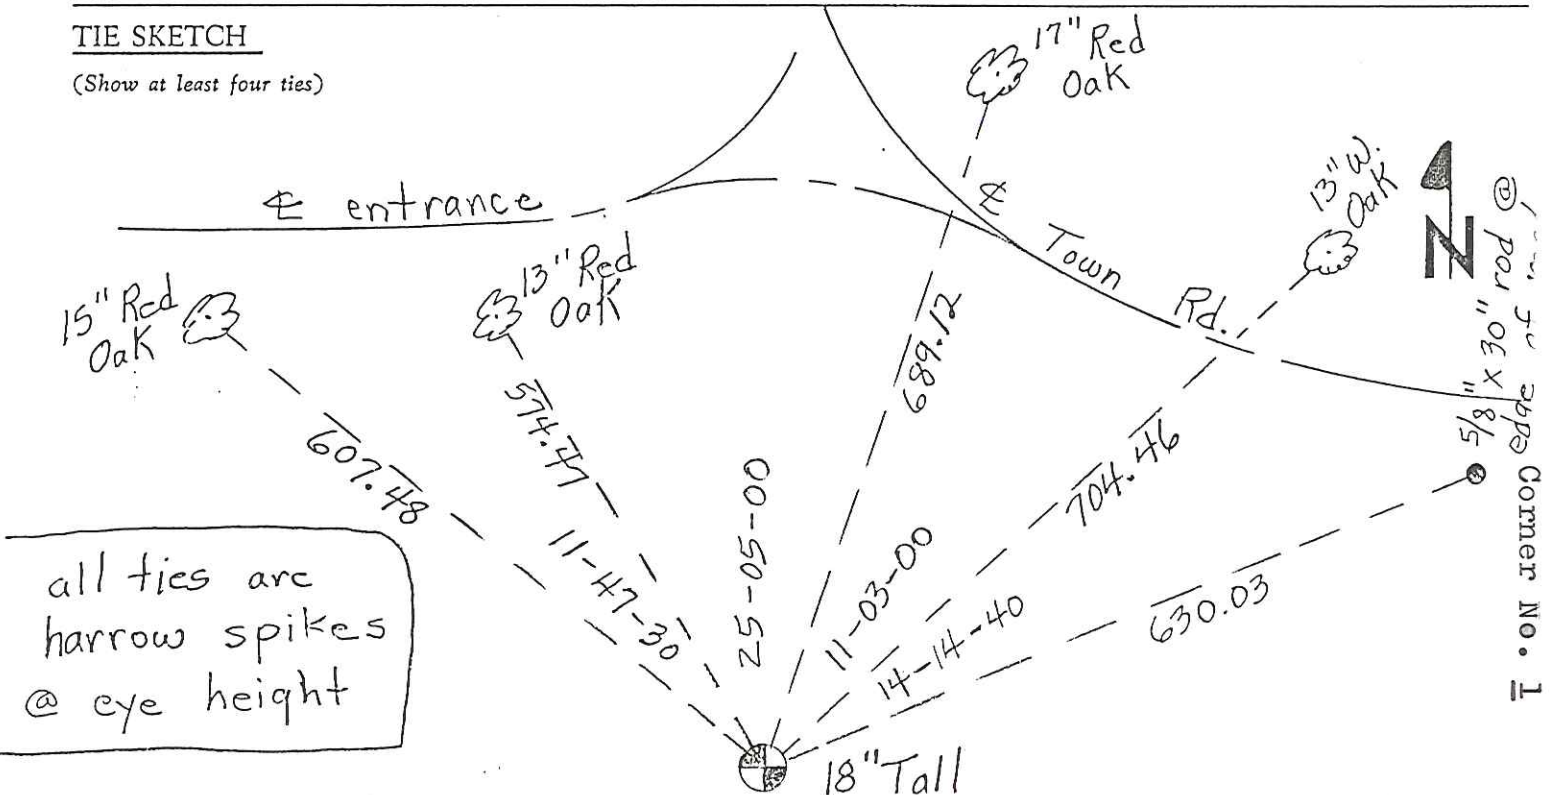 TIE SKETCH
(Show at least four ties)
17" Red
Oak
13" W.
Oak
℄ entrance
℄
Town
Rd.
N
15" Red
Oak
13" Red
Oak
5/8" x 30" rod @
edge
607.48
574.47
689.12
704.46
630.03
11-47-30
25-05-00
11-03-00
14-14-40
all ties are
harrow spikes
@ eye height
18" Tall
Corner No. 1